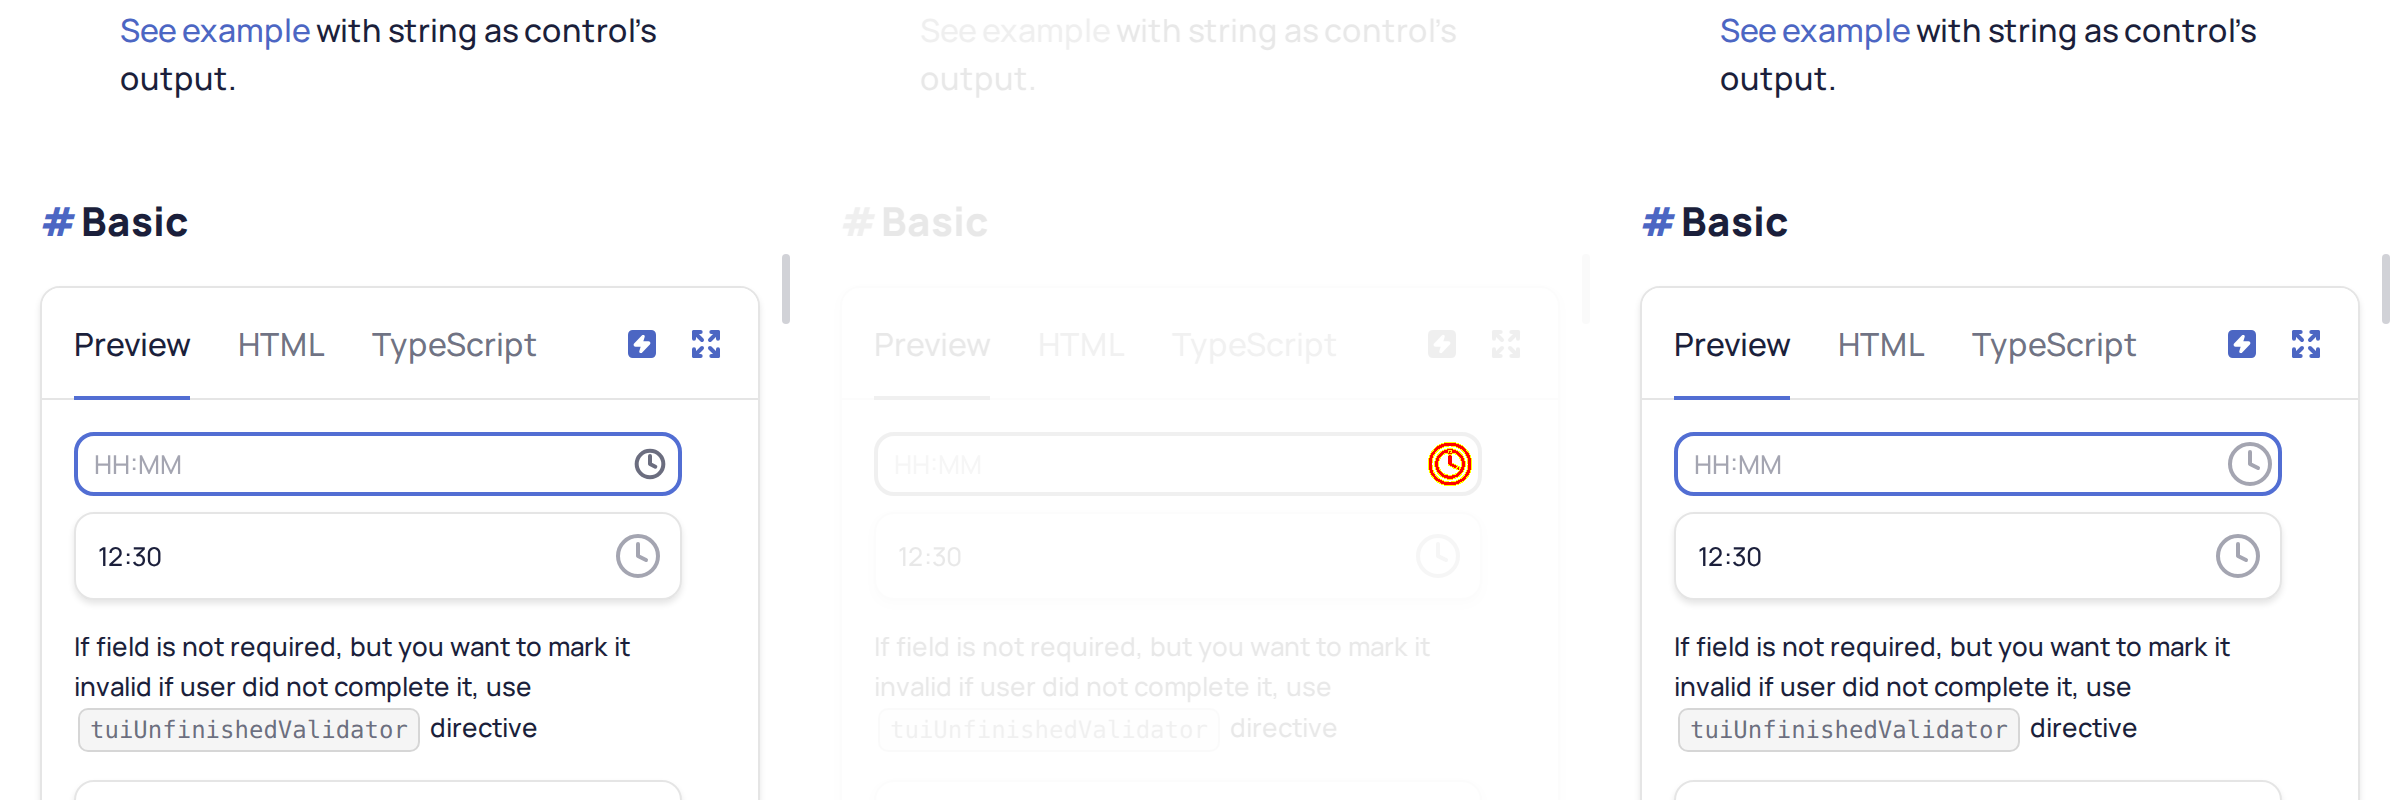 See example with string as control's
output.
# Basic
Preview HTML TypeScript
HH:MM
12:30
If field is not required, but you want to mark it
invalid if user did not complete it, use
tuiUnfinishedValidator directive
See example with string as control's
output.
# Basic
Preview HTML TypeScript
HH:MM
12:30
If field is not required, but you want to mark it
invalid if user did not complete it, use
tuiUnfinishedValidator directive
See example with string as control's
output.
# Basic
Preview HTML TypeScript
HH:MM
12:30
If field is not required, but you want to mark it
invalid if user did not complete it, use
tuiUnfinishedValidator directive